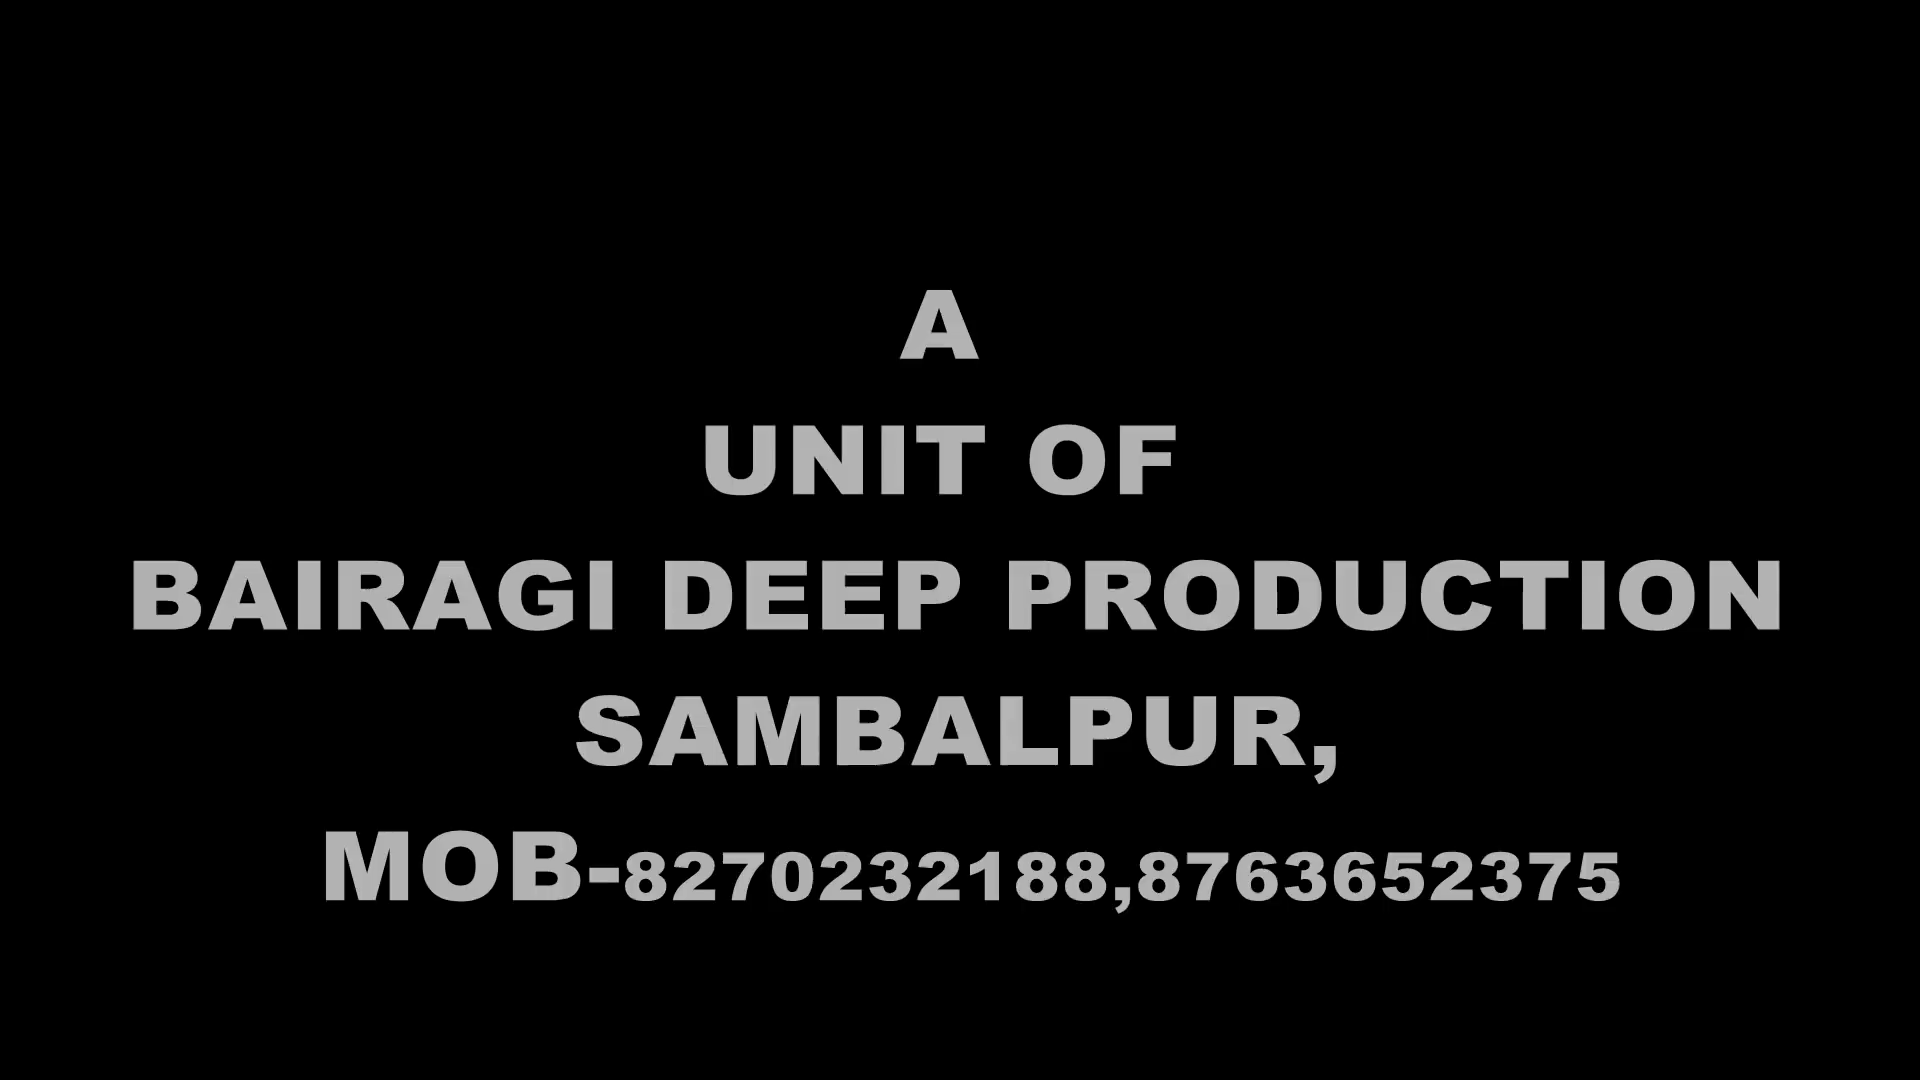 A
UNIT OF
BAIRAGI DEEP PRODUCTION
SAMBALPUR,
MOB-8270232188,8763652375